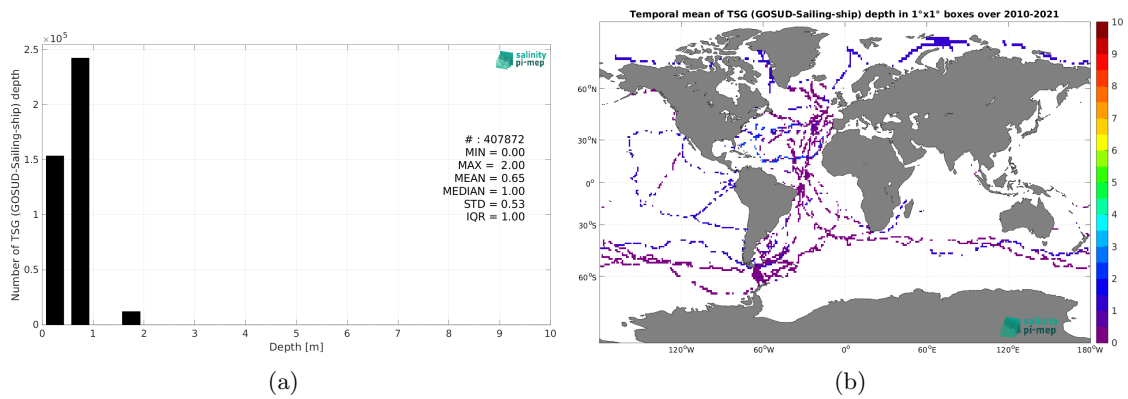 ×10⁵
2.5
2
1.5
1
0.5
0
Number of TSG (GOSUD-Sailing-ship) depth
salinity
pi-mep
# : 407872
MIN = 0.00
MAX = 2.00
MEAN = 0.65
MEDIAN = 1.00
STD = 0.53
IQR = 1.00
0 1 2 3 4 5 6 7 8 9 10
Depth [m]
(a)
Temporal mean of TSG (GOSUD-Sailing-ship) depth in 1°x1° boxes over 2010-2021
60°N
30°N
0°
30°S
60°S
120°W 60°W 0° 60°E 120°E 180°W
salinity
pi-mep
10
9
8
7
6
5
4
3
2
1
0
(b)